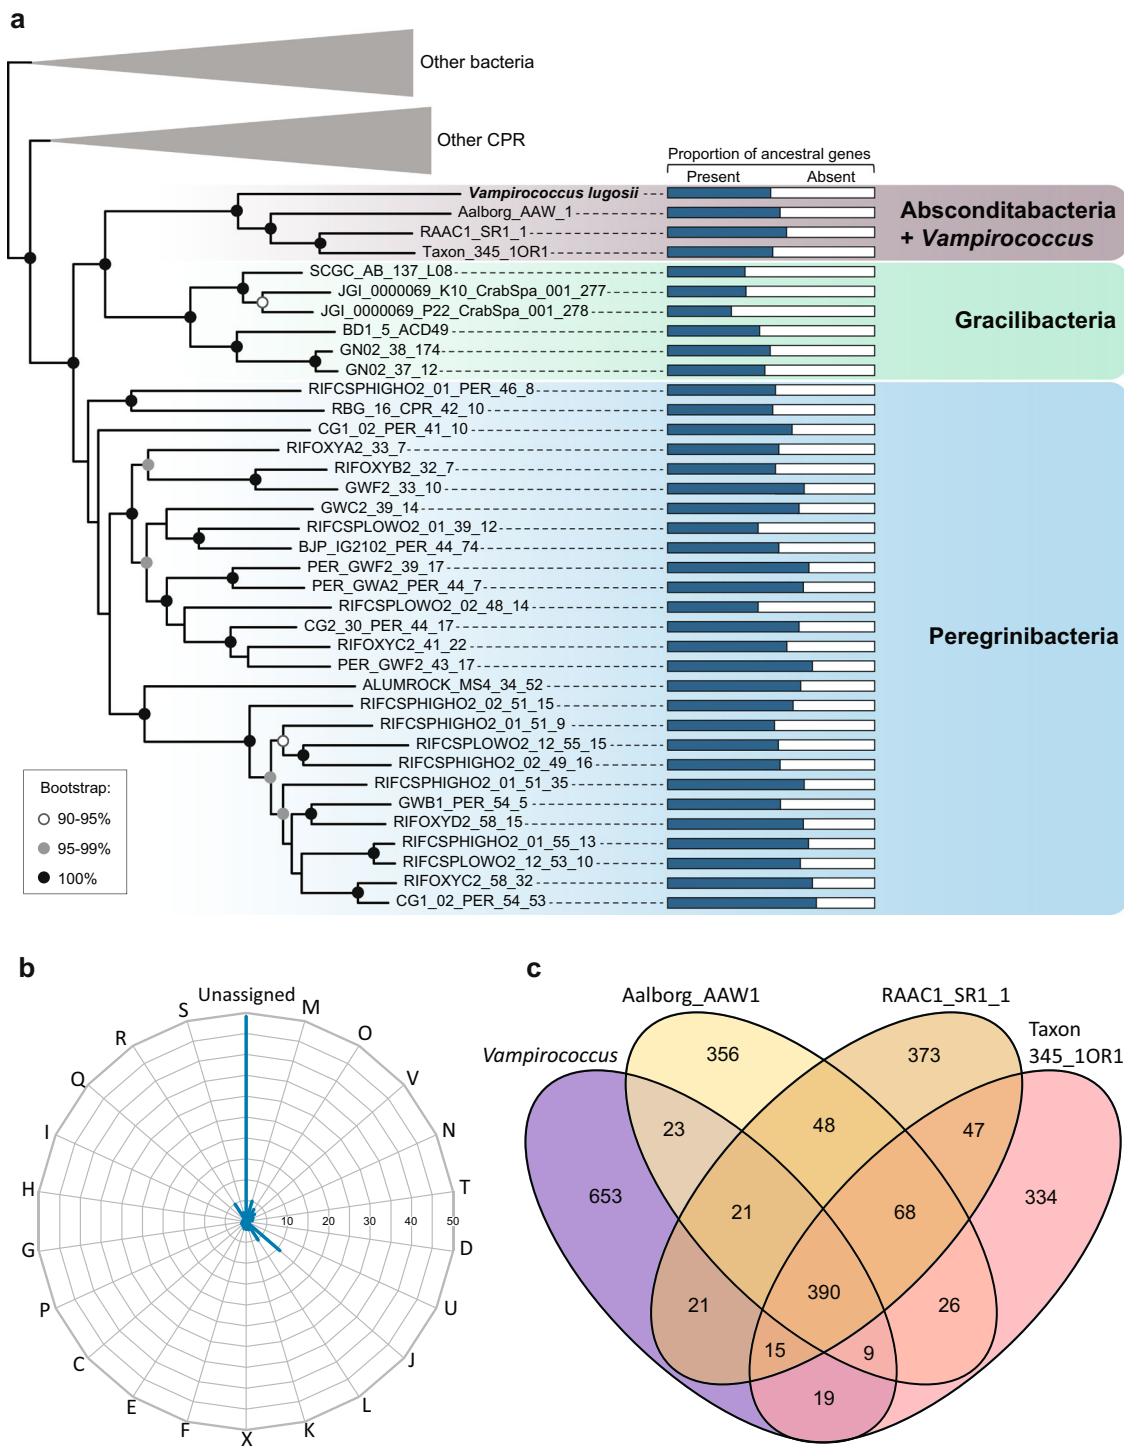 a
Other bacteria
Other CPR
Proportion of ancestral genes
Present Absent
Vampirococcus lugosii
Aalborg_AAW_1
RAAC1_SR1_1
Taxon_345_1OR1
Absconditabacteria
+ Vampirococcus
SCGC_AB_137_L08
JGI_0000069_K10_CrabSpa_001_277
JGI_0000069_P22_CrabSpa_001_278
BD1_5_ACD49
GN02_38_174
GN02_37_12
Gracilibacteria
RIFCSPHIGHO2_01_PER_46_8
RBG_16_CPR_42_10
CG1_02_PER_41_10
RIFOXYA2_33_7
RIFOXYB2_32_7
GWF2_33_10
GWC2_39_14
RIFCSPLOWO2_01_39_12
BJP_IG2102_PER_44_74
PER_GWF2_39_17
PER_GWA2_PER_44_7
RIFCSPLOWO2_02_48_14
CG2_30_PER_44_17
RIFOXYC2_41_22
PER_GWF2_43_17
ALUMROCK_MS4_34_52
RIFCSPHIGHO2_02_51_15
RIFCSPHIGHO2_01_51_9
RIFCSPLOWO2_12_55_15
RIFCSPHIGHO2_02_49_16
RIFCSPHIGHO2_01_51_35
GWB1_PER_54_5
RIFOXYD2_58_15
RIFCSPHIGHO2_01_55_13
RIFCSPLOWO2_12_53_10
RIFOXYC2_58_32
CG1_02_PER_54_53
Peregrinibacteria
Bootstrap:
90-95%
95-99%
100%
b
Unassigned
M
O
V
N
T
D
U
J
L
K
X
F
E
C
P
G
H
I
Q
R
S
10 20 30 40 50
c
Aalborg_AAW1
RAAC1_SR1_1
Vampirococcus
Taxon
345_1OR1
356
373
23
48
47
653
21
68
334
21
390
26
15
9
19